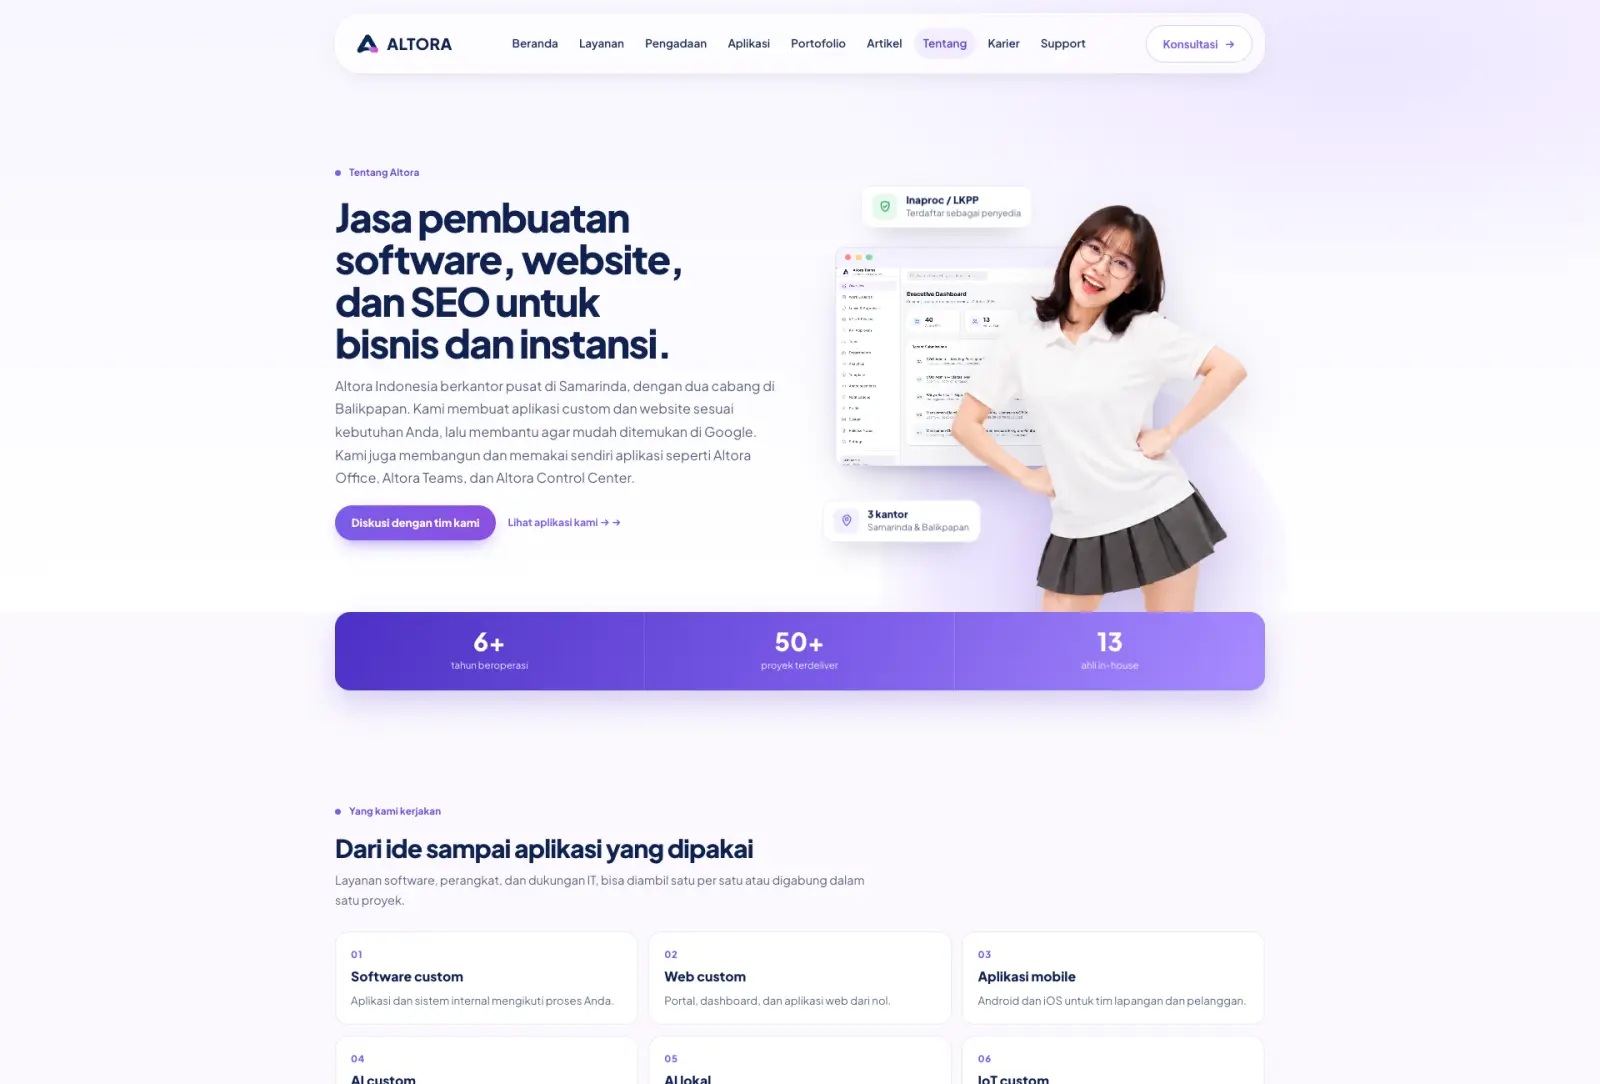 ALTORA
Beranda
Layanan
Pengadaan
Aplikasi
Portofolio
Artikel
Tentang
Karier
Support
Konsultasi →
Tentang Altora
Jasa pembuatan
software, website,
dan SEO untuk
bisnis dan instansi.
Altora Indonesia berkantor pusat di Samarinda, dengan dua cabang di
Balikpapan. Kami membuat aplikasi custom dan website sesuai
kebutuhan Anda, lalu membantu agar mudah ditemukan di Google.
Kami juga membangun dan memakai sendiri aplikasi seperti Altora
Office, Altora Teams, dan Altora Control Center.
Diskusi dengan tim kami
Lihat aplikasi kami → →
Inaproc / LKPP
Terdaftar sebagai penyedia
Executive Dashboard
40
13
3 kantor
Samarinda & Balikpapan
6+
tahun beroperasi
50+
proyek terdeliver
13
ahli in-house
Yang kami kerjakan
Dari ide sampai aplikasi yang dipakai
Layanan software, perangkat, dan dukungan IT, bisa diambil satu per satu atau digabung dalam
satu proyek.
01
Software custom
Aplikasi dan sistem internal mengikuti proses Anda.
02
Web custom
Portal, dashboard, dan aplikasi web dari nol.
03
Aplikasi mobile
Android dan iOS untuk tim lapangan dan pelanggan.
04
AI custom
05
AI lokal
06
IoT custom